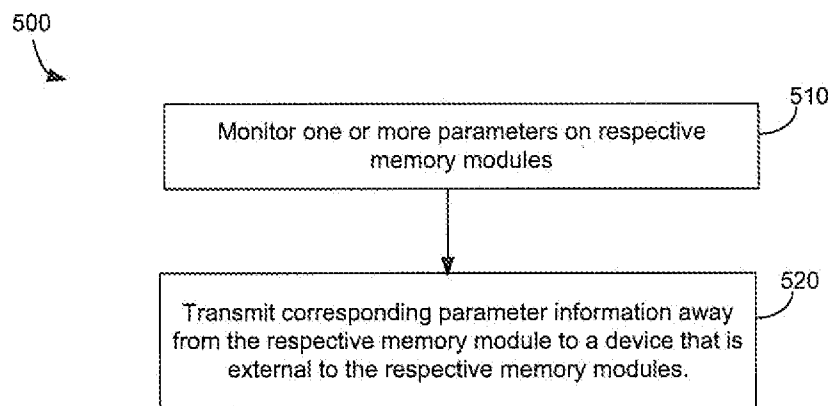 500
510
Monitor one or more parameters on respective
memory modules
520
Transmit corresponding parameter information away
from the respective memory module to a device that is
external to the respective memory modules.